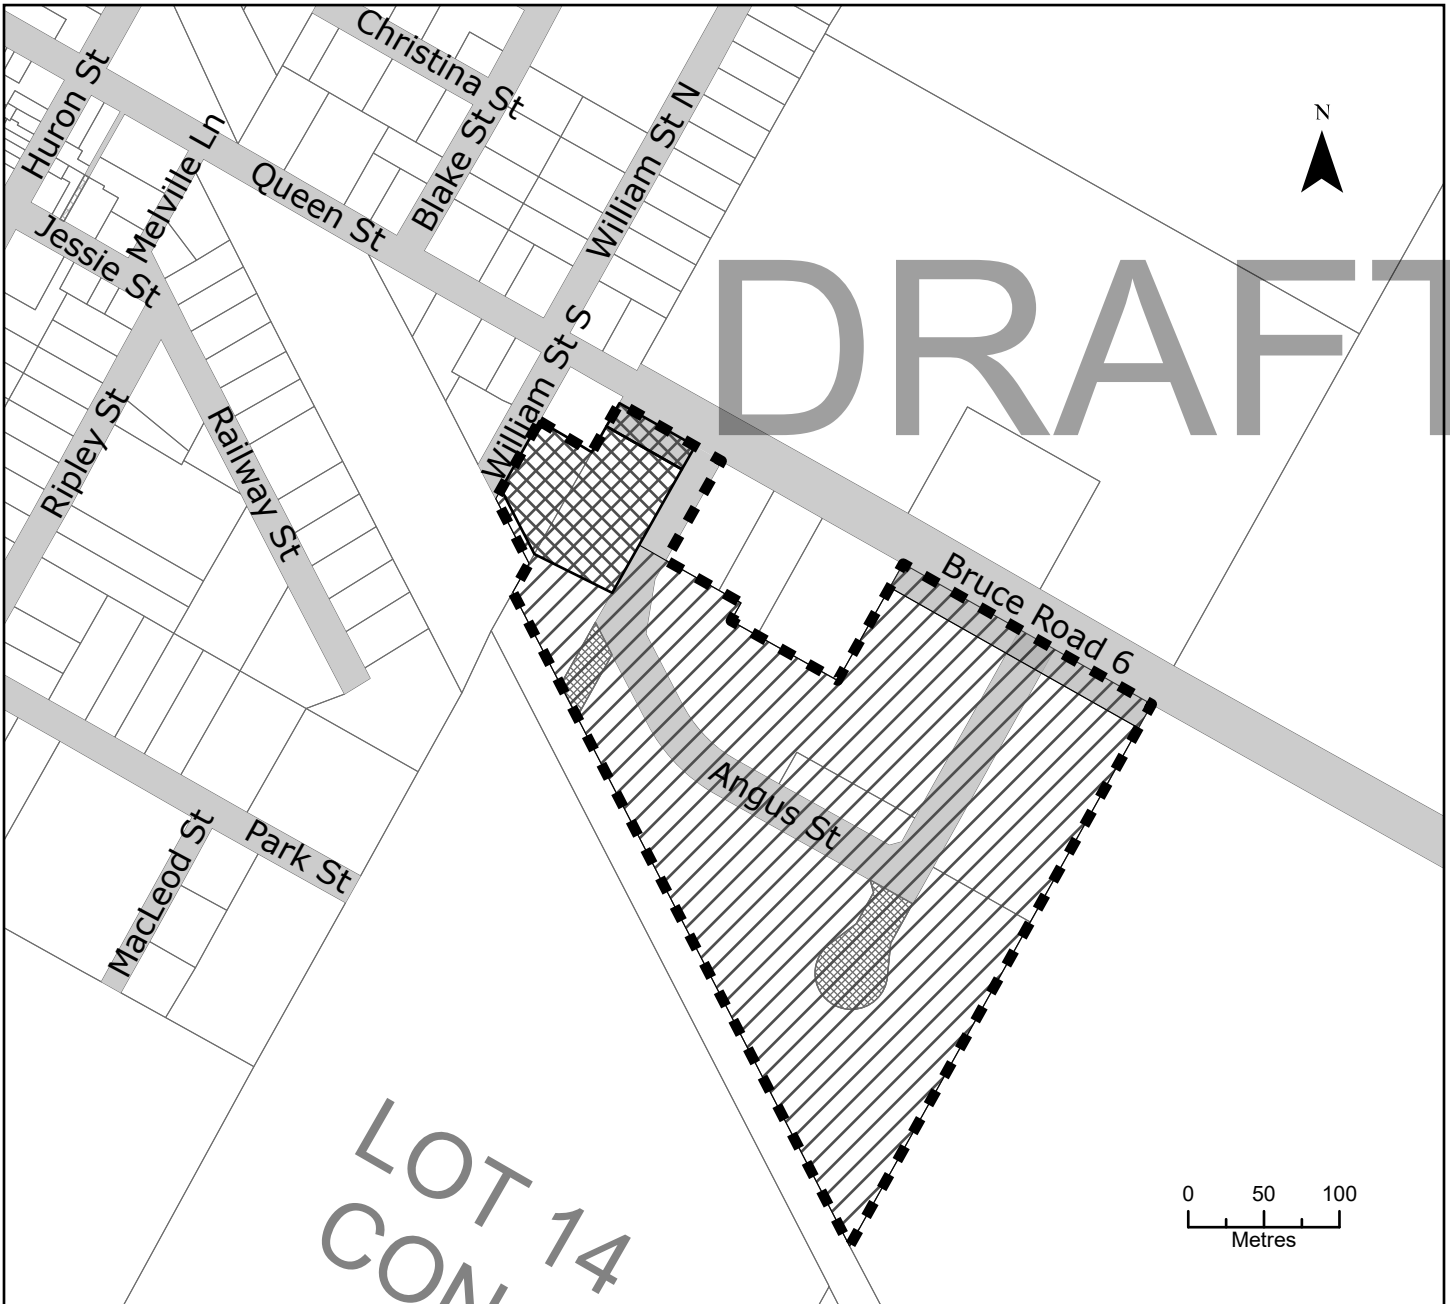 Christina St
Huron St
Blake St
William St N
N
Melville Ln
Queen St
Jessie St
DRAFT
William St S
Ripley St
Railway St
Bruce Road 6
Angus St
Park St
MacLeod St
LOT 14
CON
0 50 100
Metres